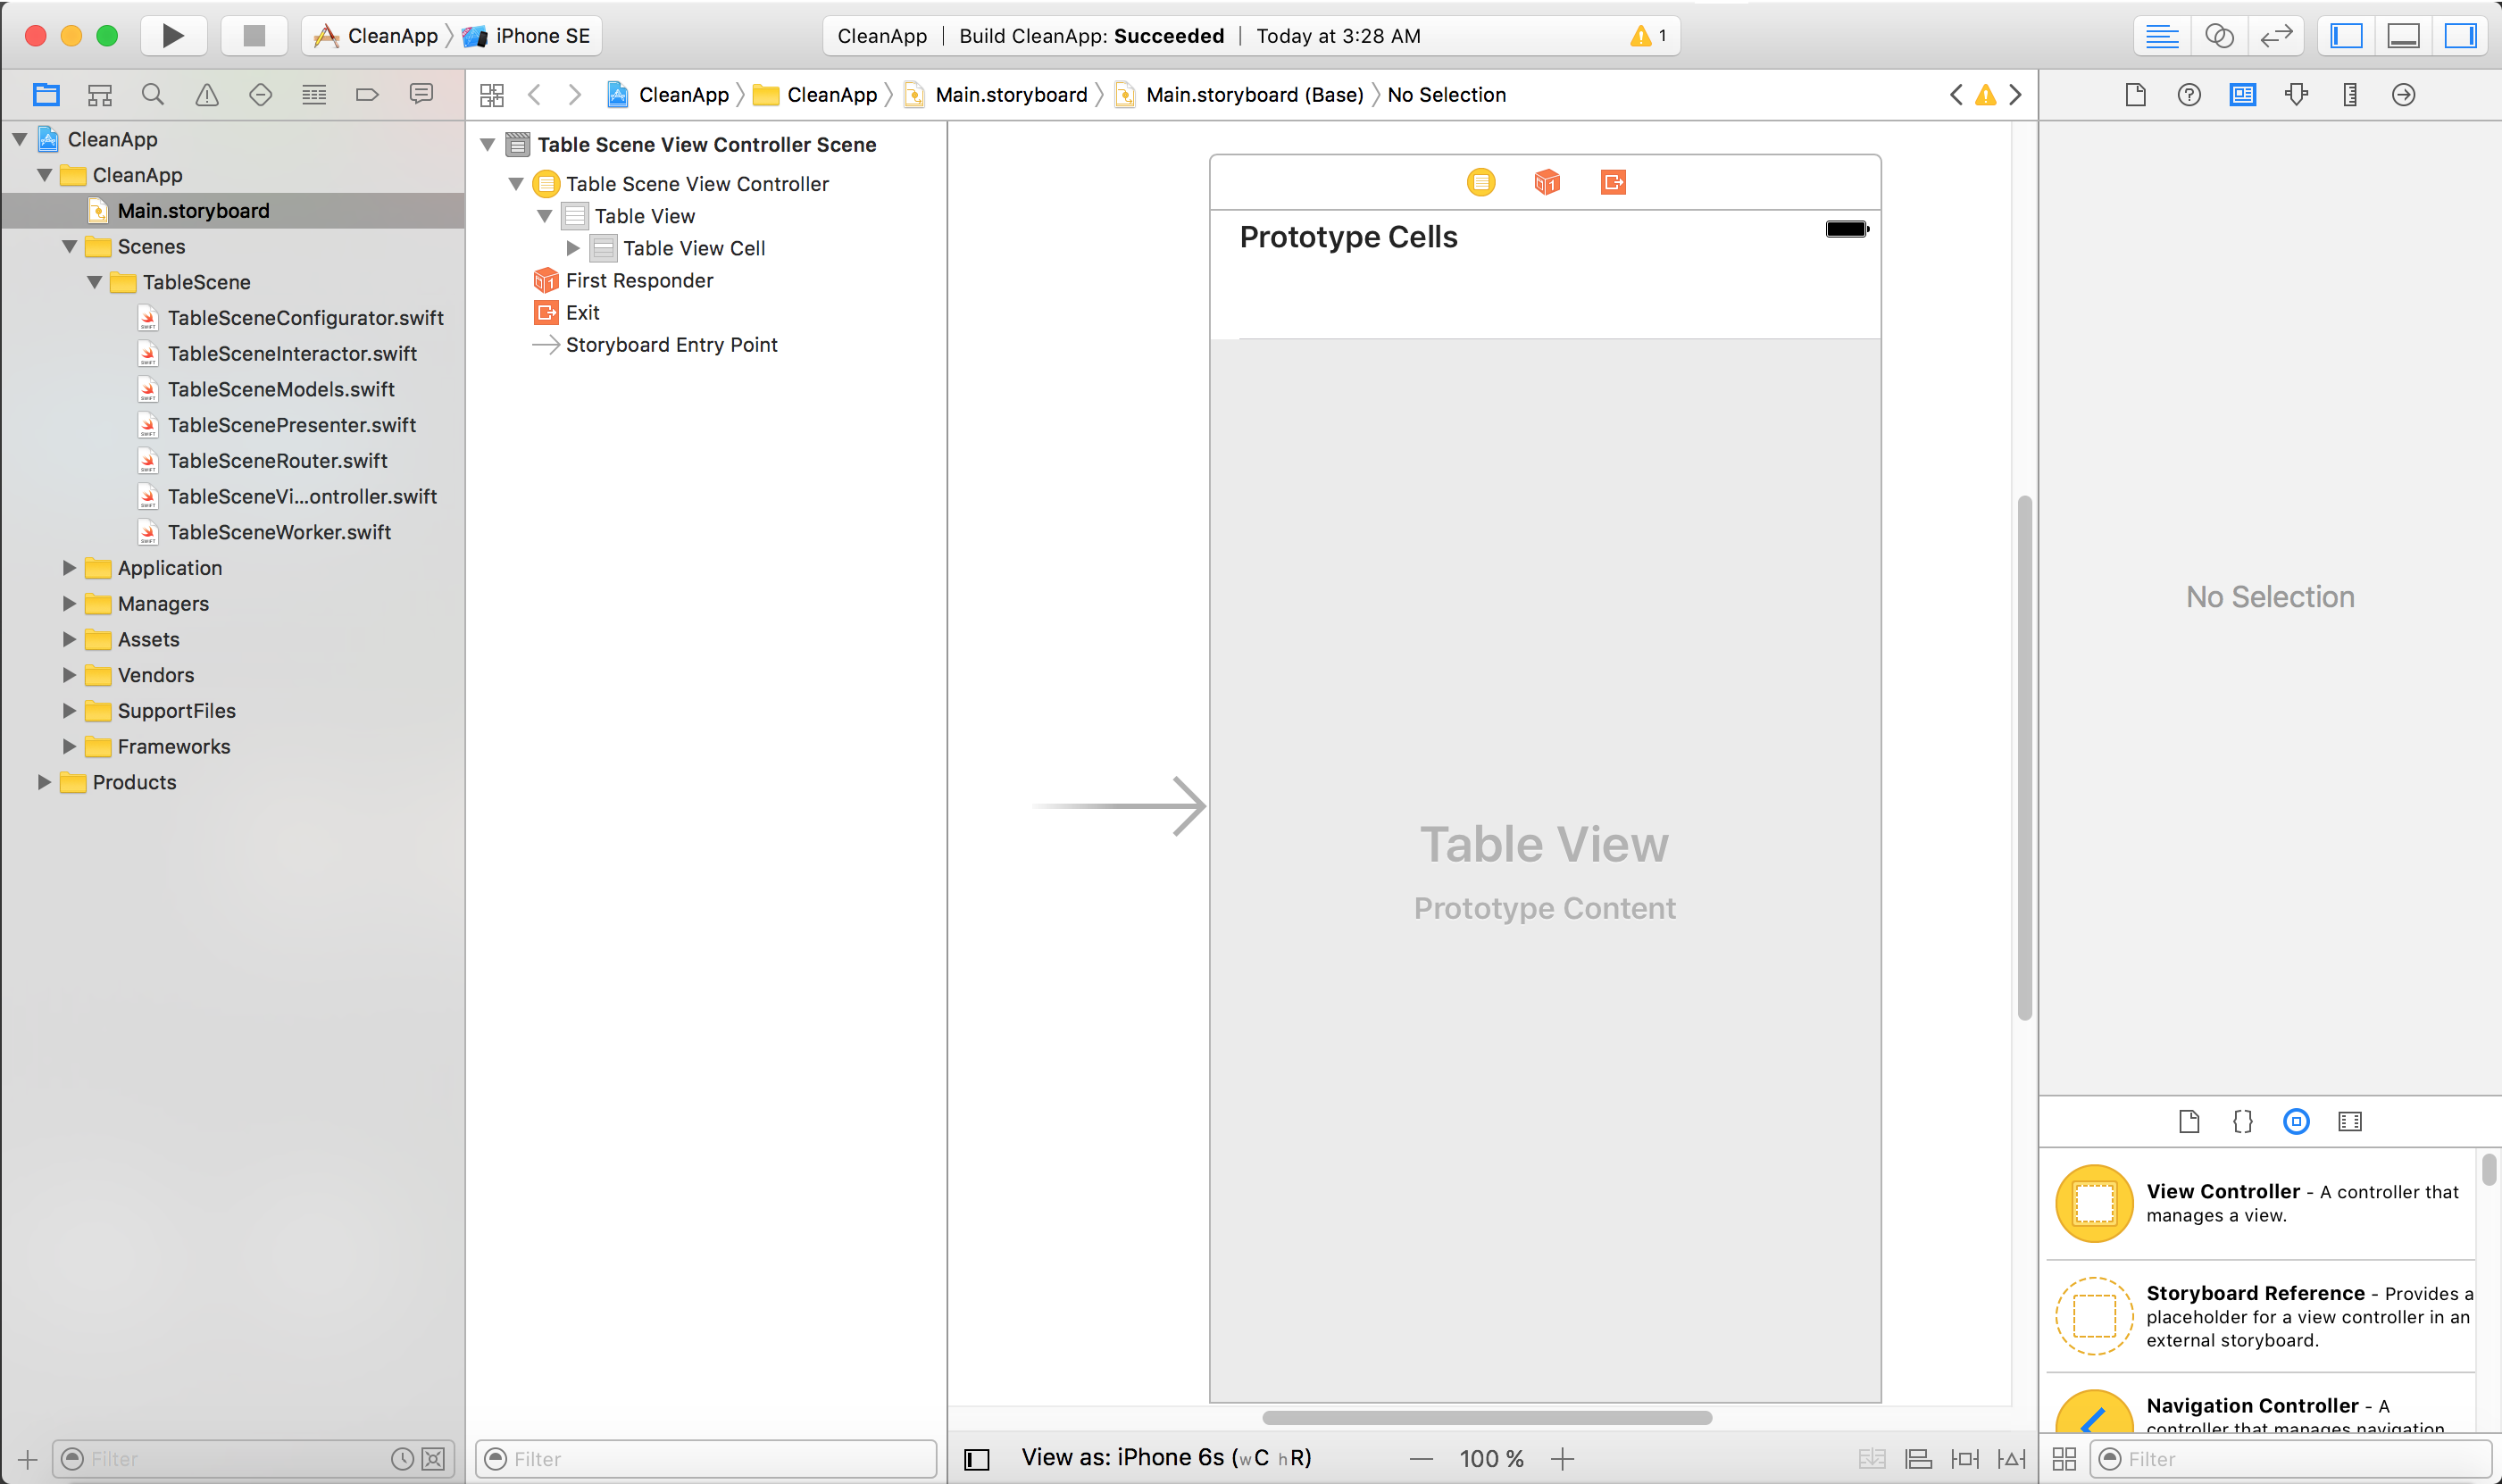 CleanApp
iPhone SE
CleanApp | Build CleanApp: Succeeded | Today at 3:28 AM
1
CleanApp
CleanApp
Main.storyboard
Main.storyboard (Base)
No Selection
CleanApp
CleanApp
Main.storyboard
Scenes
TableScene
TableSceneConfigurator.swift
TableSceneInteractor.swift
TableSceneModels.swift
TableScenePresenter.swift
TableSceneRouter.swift
TableSceneVi...ontroller.swift
TableSceneWorker.swift
Application
Managers
Assets
Vendors
SupportFiles
Frameworks
Products
Filter
Table Scene View Controller Scene
Table Scene View Controller
Table View
Table View Cell
First Responder
Exit
Storyboard Entry Point
Filter
Prototype Cells
Table View
Prototype Content
View as: iPhone 6s (wC hR)
100 %
No Selection
View Controller - A controller that
manages a view.
Storyboard Reference - Provides a
placeholder for a view controller in an
external storyboard.
Navigation Controller - A
controller that manages navigation
Filter